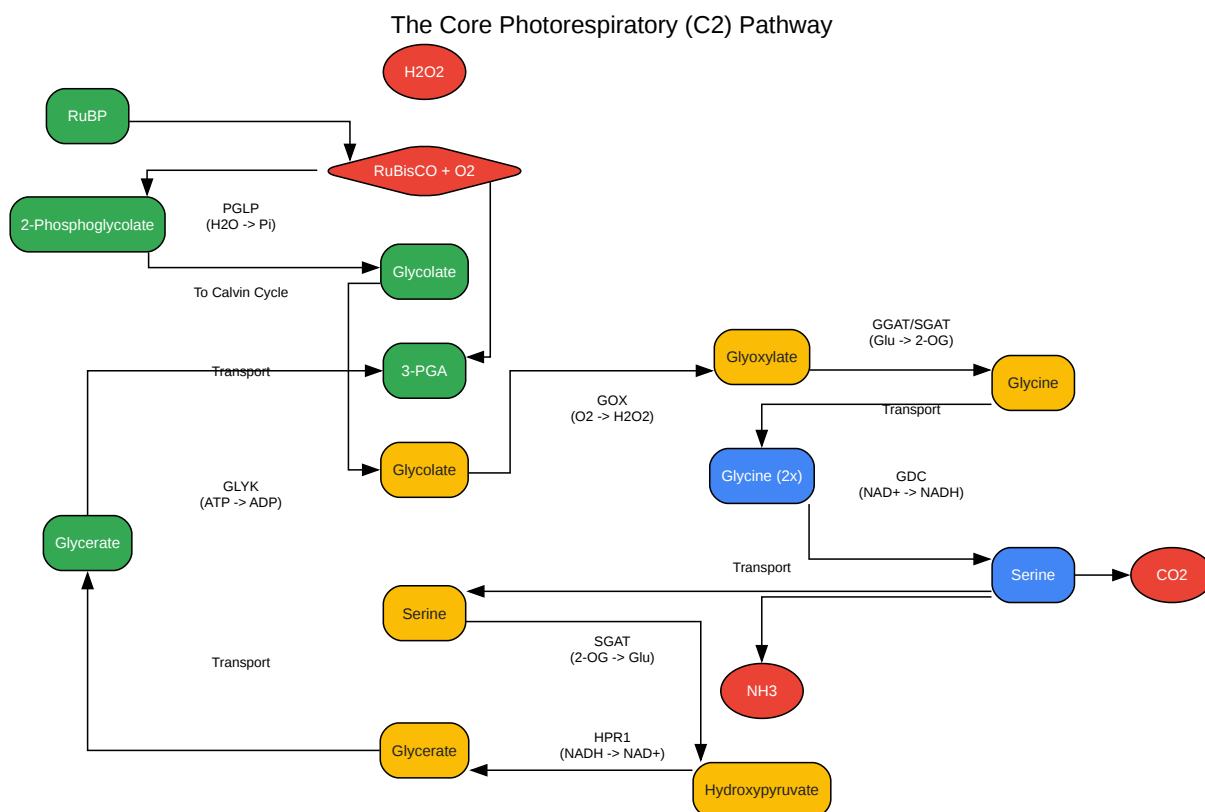 The Core Photorespiratory (C2) Pathway
H2O2
RuBP
RuBisCO + O2
2-Phosphoglycolate
PGLP
(H2O -> Pi)
Glycolate
To Calvin Cycle
Transport
3-PGA
Glyoxylate
GGAT/SGAT
(Glu -> 2-OG)
Glycine
GOX
(O2 -> H2O2)
Transport
Glycolate
Glycine (2x)
GDC
(NAD+ -> NADH)
GLYK
(ATP -> ADP)
Glycerate
Transport
Serine
CO2
Serine
SGAT
(2-OG -> Glu)
Transport
NH3
Glycerate
HPR1
(NADH -> NAD+)
Hydroxypyruvate